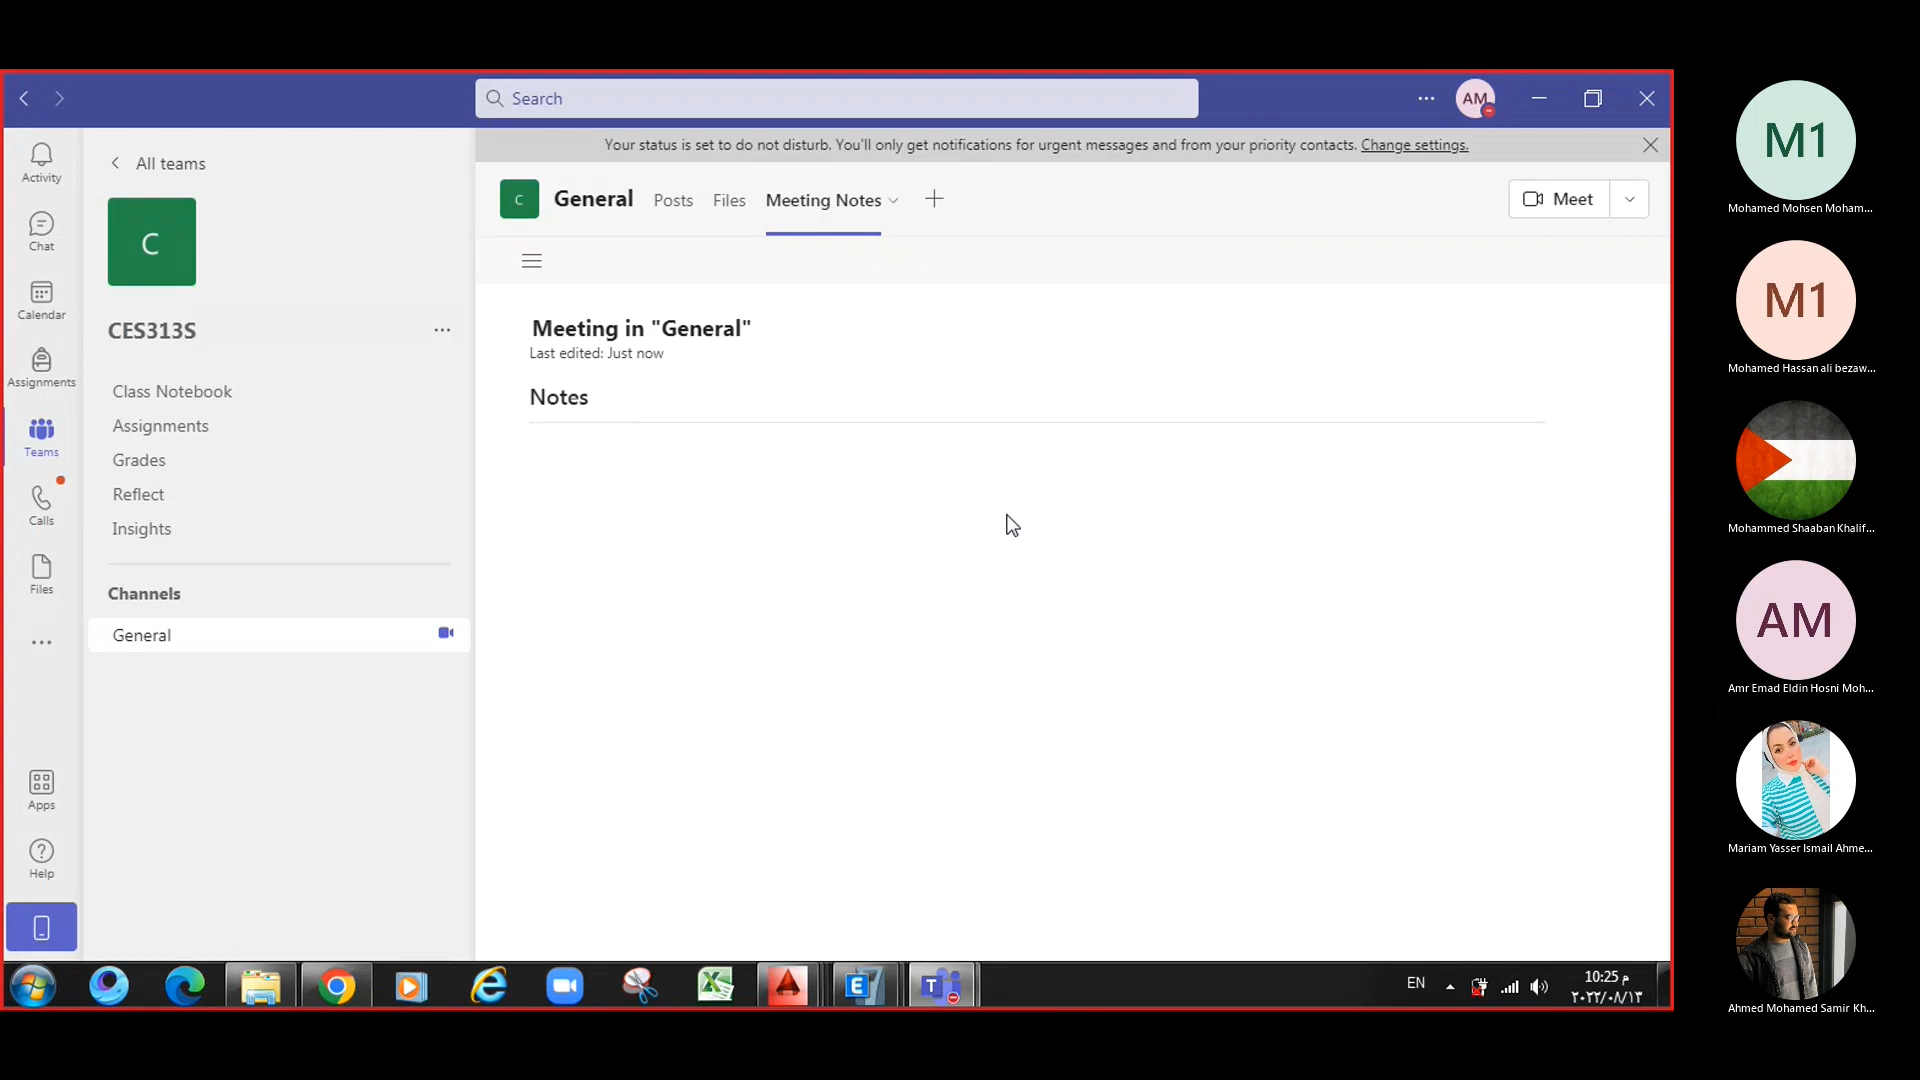 Search
AM
Your status is set to do not disturb. You'll only get notifications for urgent messages and from your priority contacts. Change settings.
Activity
Chat
Calendar
Assignments
Teams
Calls
Files
Apps
Help
All teams
C
CES313S
Class Notebook
Assignments
Grades
Reflect
Insights
Channels
General
C
General
Posts
Files
Meeting Notes
Meet
Meeting in "General"
Last edited: Just now
Notes
EN
10:25 م
٢٠٢٢/٠٨/١٣
M1
Mohamed Mohsen Moham...
M1
Mohamed Hassan ali bezaw...
Mohammed Shaaban Khalif...
AM
Amr Emad Eldin Hosni Moh...
Mariam Yasser Ismail Ahme...
Ahmed Mohamed Samir Kh...